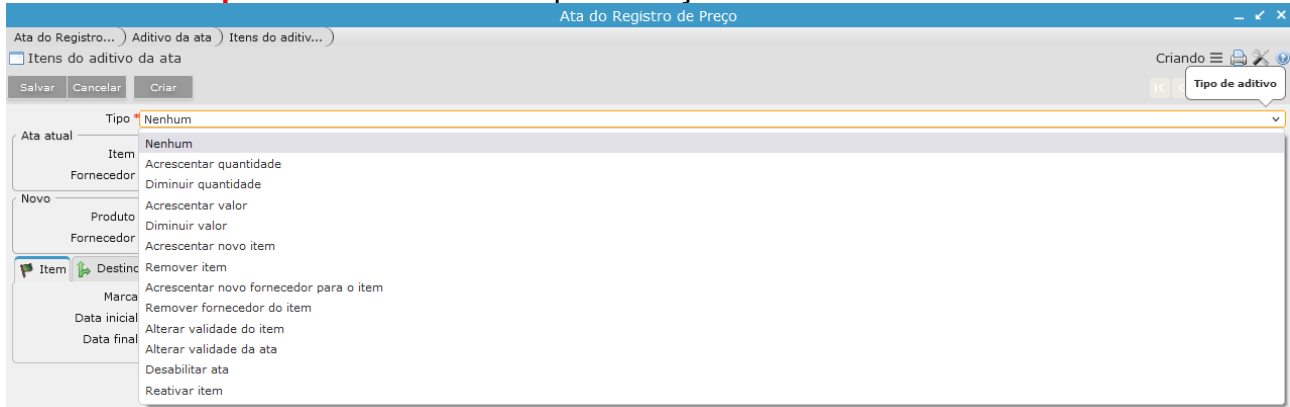 Ata do Registro de Preço
Ata do Registro... ) Aditivo da ata ) Itens do aditiv... )
Itens do aditivo da ata
Criando
Salvar Cancelar Criar
Tipo de aditivo
Tipo * Nenhum
Ata atual
Nenhum
Item
Acrescentar quantidade
Fornecedor
Diminuir quantidade
Novo
Acrescentar valor
Produto
Diminuir valor
Fornecedor
Acrescentar novo item
Item Destino
Remover item
Acrescentar novo fornecedor para o item
Marca
Remover fornecedor do item
Data inicial
Alterar validade do item
Data final
Alterar validade da ata
Desabilitar ata
Reativar item